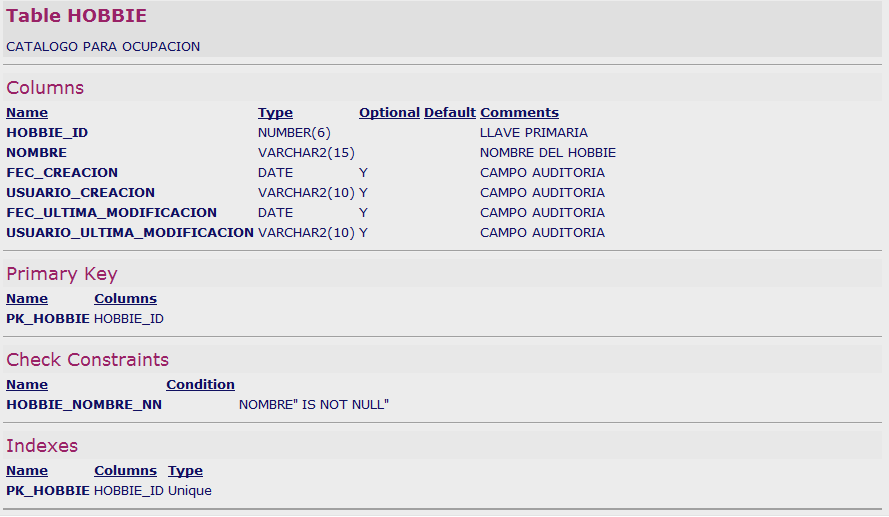 Table HOBBIE
CATALOGO PARA OCUPACION
Columns
Name Type Optional Default Comments
HOBBIE_ID NUMBER(6) LLAVE PRIMARIA
NOMBRE VARCHAR2(15) NOMBRE DEL HOBBIE
FEC_CREACION DATE Y CAMPO AUDITORIA
USUARIO_CREACION VARCHAR2(10) Y CAMPO AUDITORIA
FEC_ULTIMA_MODIFICACION DATE Y CAMPO AUDITORIA
USUARIO_ULTIMA_MODIFICACION VARCHAR2(10) Y CAMPO AUDITORIA
Primary Key
Name Columns
PK_HOBBIE HOBBIE_ID
Check Constraints
Name Condition
HOBBIE_NOMBRE_NN NOMBRE" IS NOT NULL"
Indexes
Name Columns Type
PK_HOBBIE HOBBIE_ID Unique